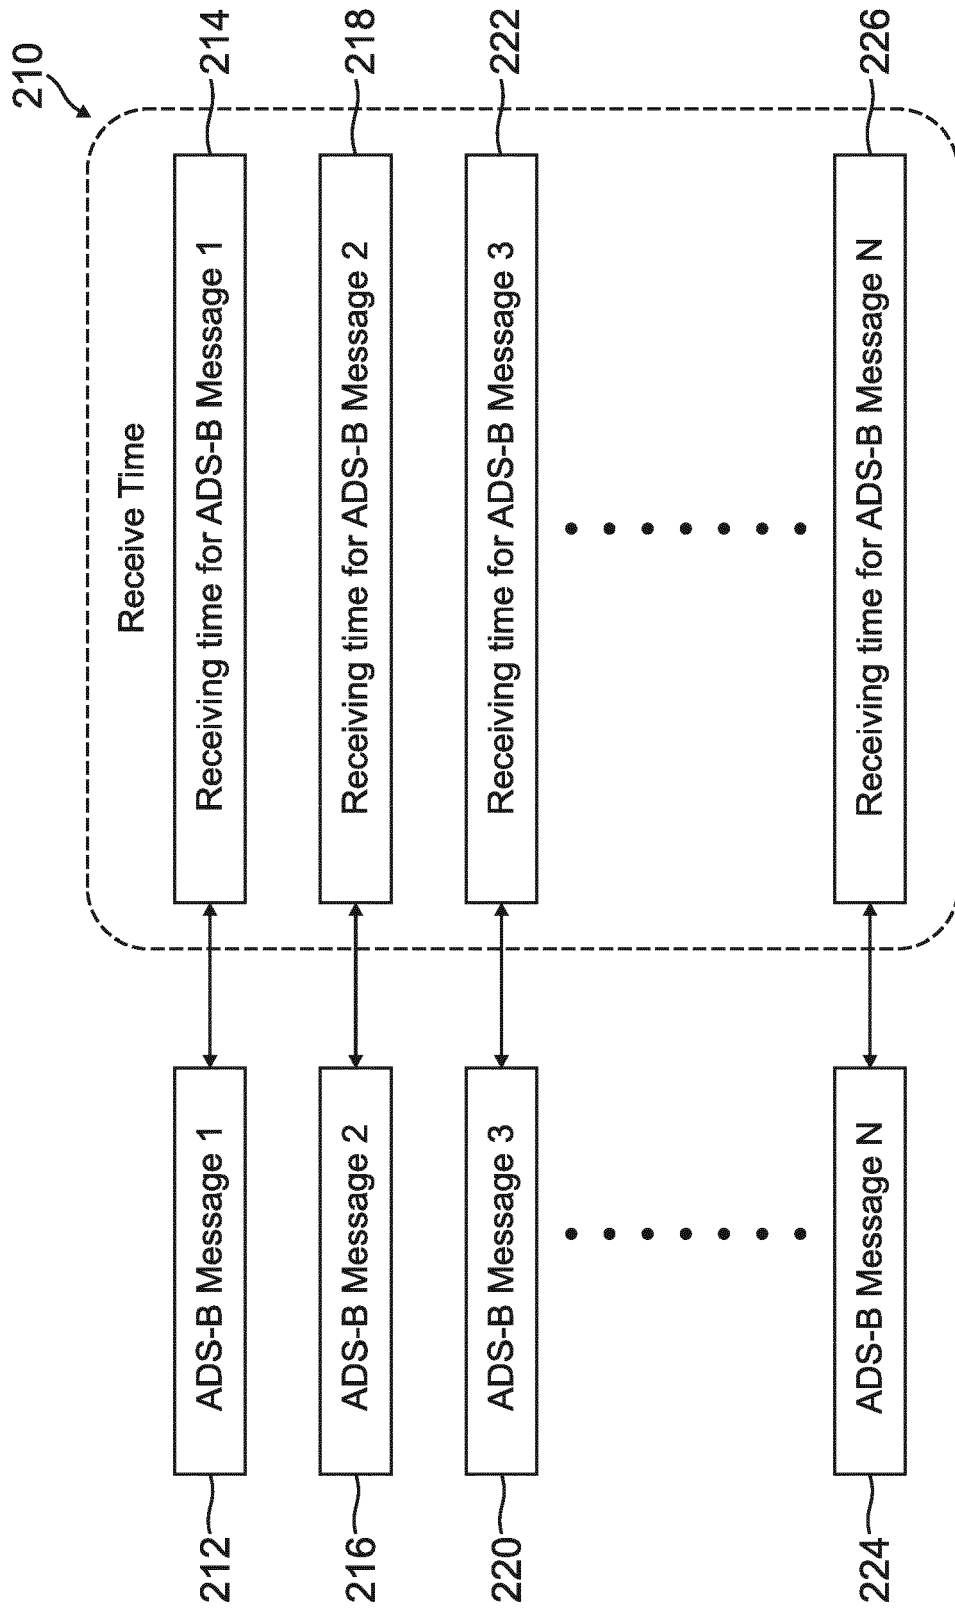 210
Receive Time
212
ADS-B Message 1
Receiving time for ADS-B Message 1
214
216
ADS-B Message 2
Receiving time for ADS-B Message 2
218
220
ADS-B Message 3
Receiving time for ADS-B Message 3
222
224
ADS-B Message N
Receiving time for ADS-B Message N
226